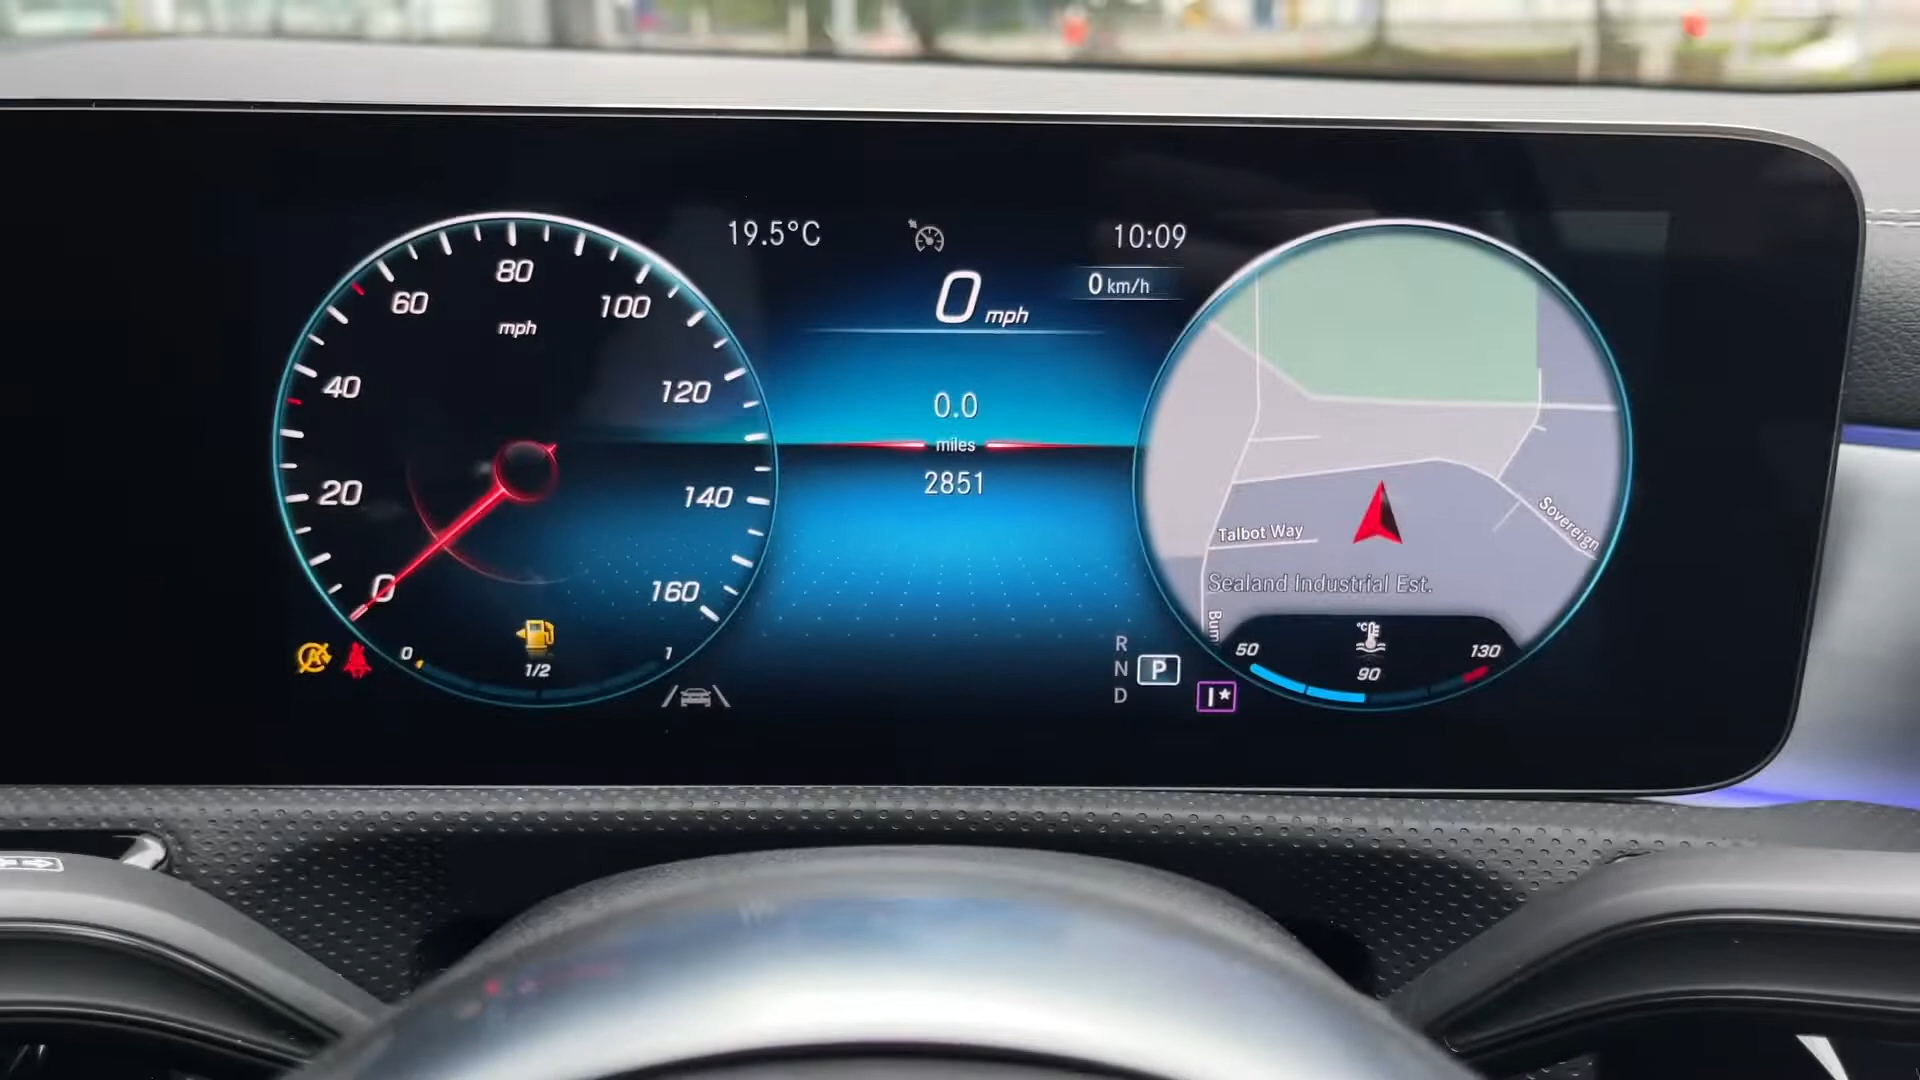 19.5°C
10:09
0 mph
0 km/h
80
60
100
mph
40
120
20
140
0
160
0
1/2
1
0.0
miles
2851
R
N
D
P
I*
Talbot Way
Sovereign
Sealand Industrial Est.
Bum
°C
50
90
130